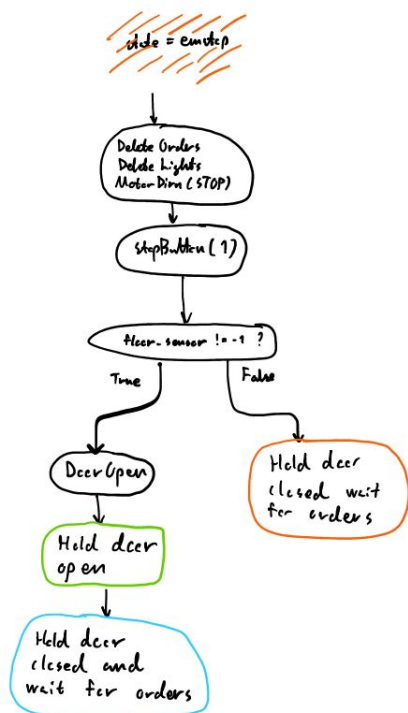 state = emstop
Delete Orders
Delete Lights
MotorDirn (STOP)
stopButton (1)
floor_sensor != -1 ?
True
False
DoorOpen
Hold door
closed wait
for orders
Hold door
open
Hold door
closed and
wait for orders